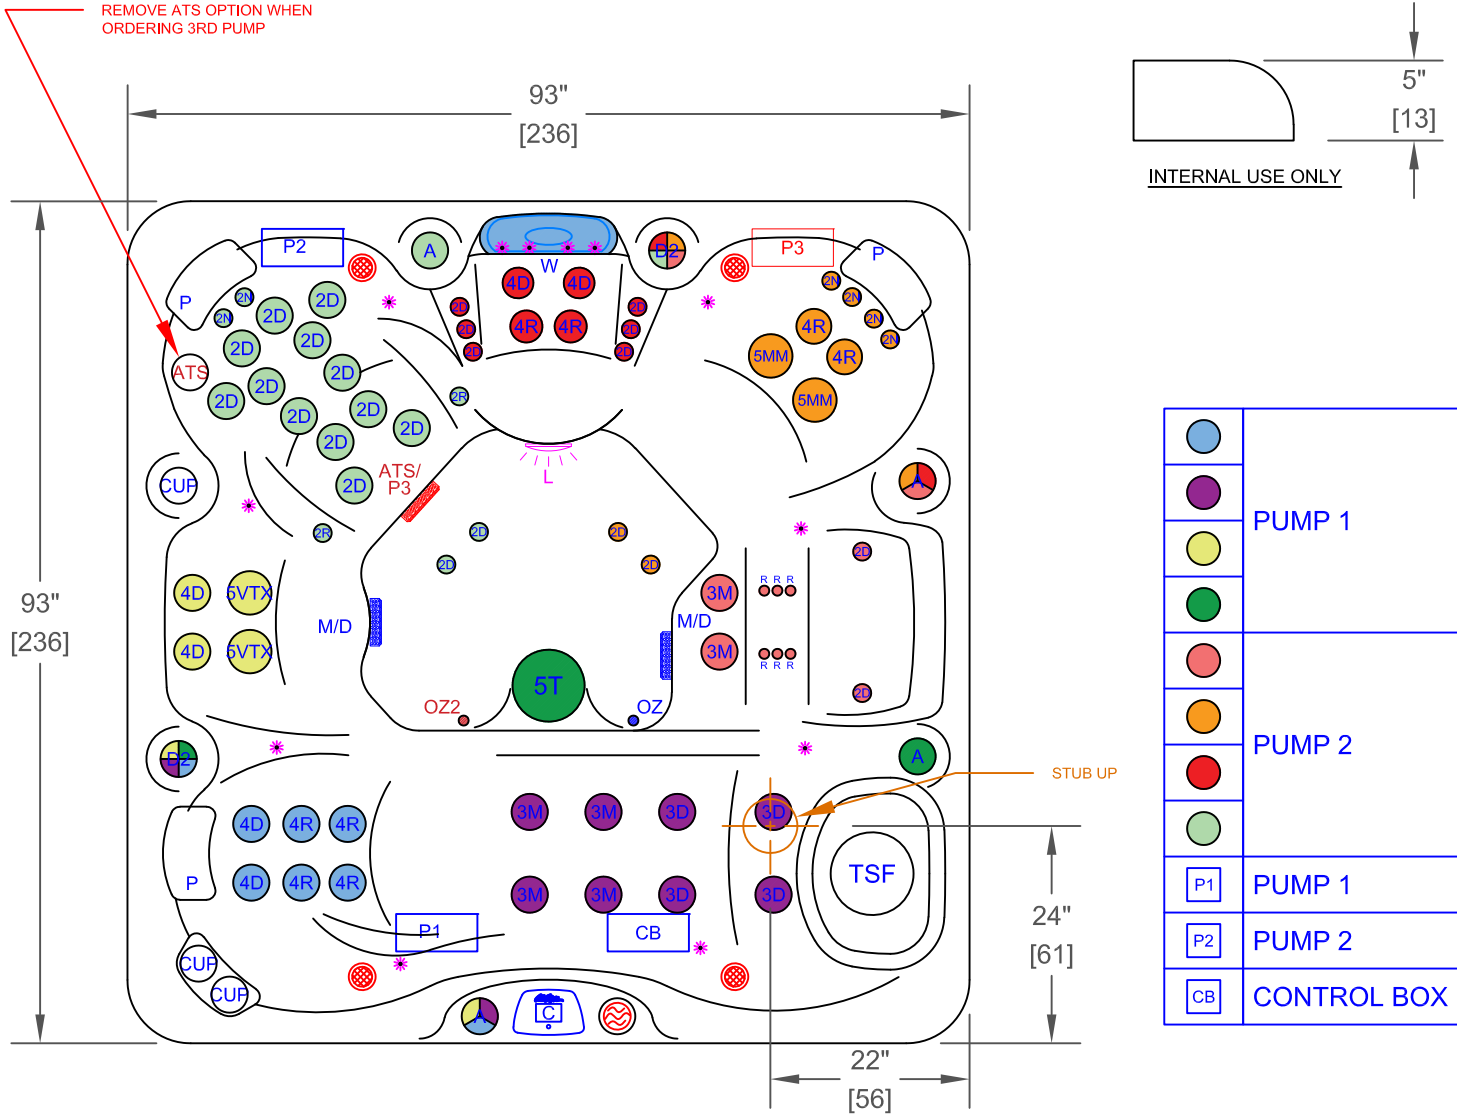 REMOVE ATS OPTION WHEN
ORDERING 3RD PUMP
93"
[236]
5"
[13]
INTERNAL USE ONLY
P2
A
W
D2
P3
P
P
4D
4D
2N
2N
2N
2N
2N
2N
2D
2D
2D
2D
2D
2D
4R
4R
4R
4R
5MM
5MM
ATS
2D
2D
2D
2D
2D
2D
2D
2D
2D
2D
2D
2D
2R
ATS/
P3
L
CUP
A
2R
2D
2D
2D
2D
2D
4D
5VTX
3M
R R R
93"
[236]
M/D
M/D
4D
5VTX
3M
R R R
5T
2D
OZ2
OZ
D2
A
STUB UP
4D
4R
4R
3M
3M
3D
3D
P
4D
4R
4R
3M
3M
3D
3D
TSF
P1
CB
24"
[61]
CUP
CUP
A
C
22"
[56]
PUMP 1
PUMP 2
P1 PUMP 1
P2 PUMP 2
CB CONTROL BOX